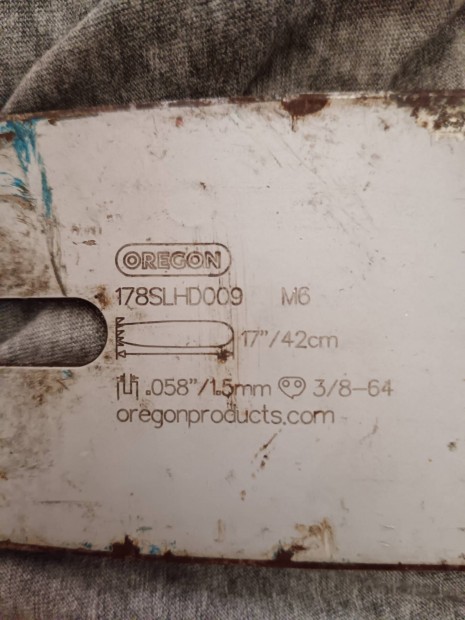 OREGON
178SLHD009 M6
17"/42cm
.058"/1.5mm 3/8-64
oregonproducts.com